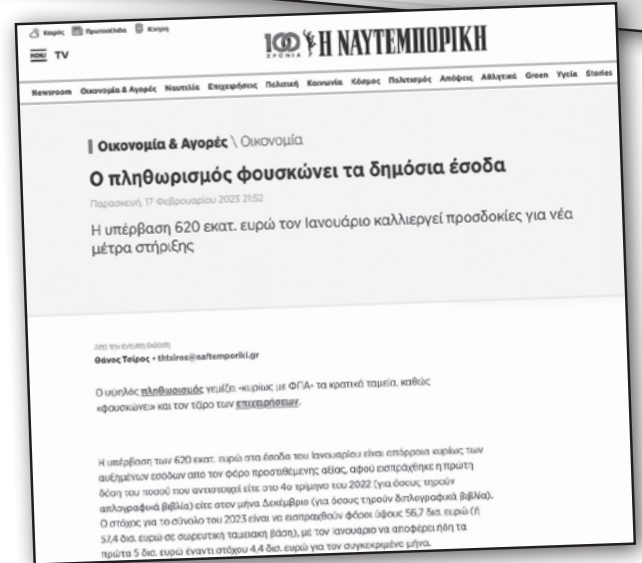 Καιρός Πρωτοσέλιδα Κίνηση
MENU TV
100 ΧΡΟΝΙΑ Η ΝΑΥΤΕΜΠΟΡΙΚΗ
Newsroom Οικονομία & Αγορές Ναυτιλία Επιχειρήσεις Πολιτική Κοινωνία Κόσμος Πολιτισμός Απόψεις Αθλητικά Green Υγεία Stories
Οικονομία & Αγορές \ Οικονομία
Ο πληθωρισμός φουσκώνει τα δημόσια έσοδα
Παρασκευή, 17 Φεβρουαρίου 2023 21:52
Η υπέρβαση 620 εκατ. ευρώ τον Ιανουάριο καλλιεργεί προσδοκίες για νέα
μέτρα στήριξης
Από την έντυπη έκδοση
Θάνος Τσίρος • thtsiros@naftemporiki.gr
Ο υψηλός πληθωρισμός γεμίζει -κυρίως με ΦΠΑ- τα κρατικά ταμεία, καθώς
«φουσκώνει» και τον τζίρο των επιχειρήσεων.
Η υπέρβαση των 620 εκατ. ευρώ στα έσοδα του Ιανουαρίου είναι απόρροια κυρίως των
αυξημένων εσόδων από τον φόρο προστιθέμενης αξίας, αφού εισπράχθηκε η πρώτη
δόση του ποσού που αντιστοιχεί είτε στο 4ο τρίμηνο του 2022 (για όσους τηρούν
απλογραφικά βιβλία) είτε στον μήνα Δεκέμβριο (για όσους τηρούν διπλογραφικά βιβλία).
Ο στόχος για το σύνολο του 2023 είναι να εισπραχθούν φόροι ύψους 56,7 δισ. ευρώ (ή
57,4 δισ. ευρώ σε σωρευτική ταμειακή βάση), με τον Ιανουάριο να αποφέρει ήδη τα
πρώτα 5 δισ. ευρώ έναντι στόχου 4,4 δισ. ευρώ για τον συγκεκριμένο μήνα.